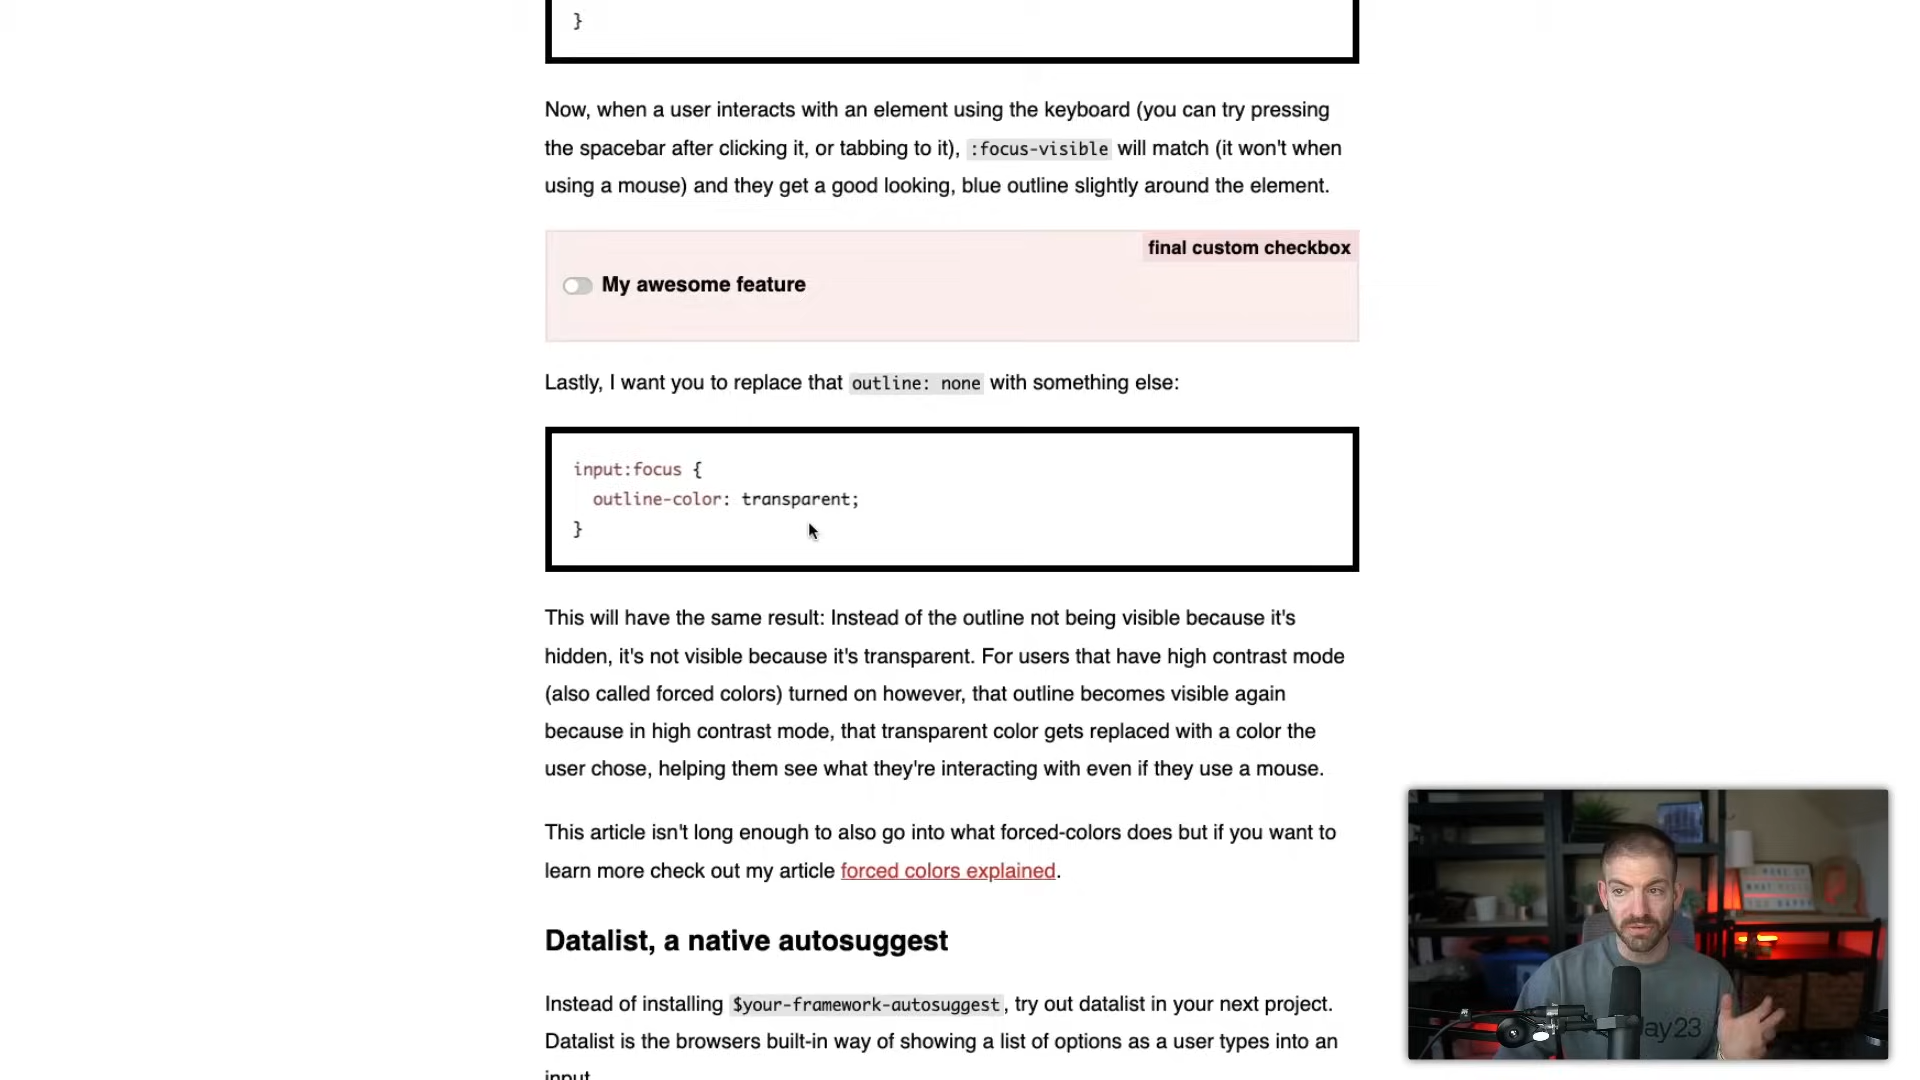 }
Now, when a user interacts with an element using the keyboard (you can try pressing
the spacebar after clicking it, or tabbing to it), :focus-visible will match (it won't when
using a mouse) and they get a good looking, blue outline slightly around the element.
final custom checkbox
My awesome feature
Lastly, I want you to replace that outline: none with something else:
input:focus {
outline-color: transparent;
}
This will have the same result: Instead of the outline not being visible because it's
hidden, it's not visible because it's transparent. For users that have high contrast mode
(also called forced colors) turned on however, that outline becomes visible again
because in high contrast mode, that transparent color gets replaced with a color the
user chose, helping them see what they're interacting with even if they use a mouse.
This article isn't long enough to also go into what forced-colors does but if you want to
learn more check out my article forced colors explained.
Datalist, a native autosuggest
Instead of installing $your-framework-autosuggest, try out datalist in your next project.
Datalist is the browsers built-in way of showing a list of options as a user types into an
input.